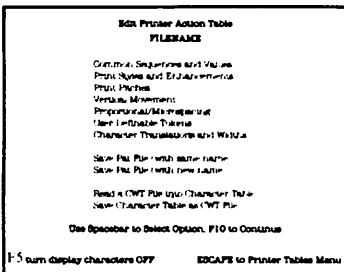 Edit Printer Action Table
FILENAME
Common Sequences and Values
Print Styles and Enhancements
Print Pitches
Vertical Movement
Proportional/Microspacing
User Definable Tokens
Character Translations and Widths
Save Pat File (with same name)
Save Pat File (with new name)
Read a CWT File into Character Table
Save Character Table as CWT File
Use Spacebar to Select Option, F10 to Continue
F5 turn display characters OFF ESCAPE to Printer Tables Menu